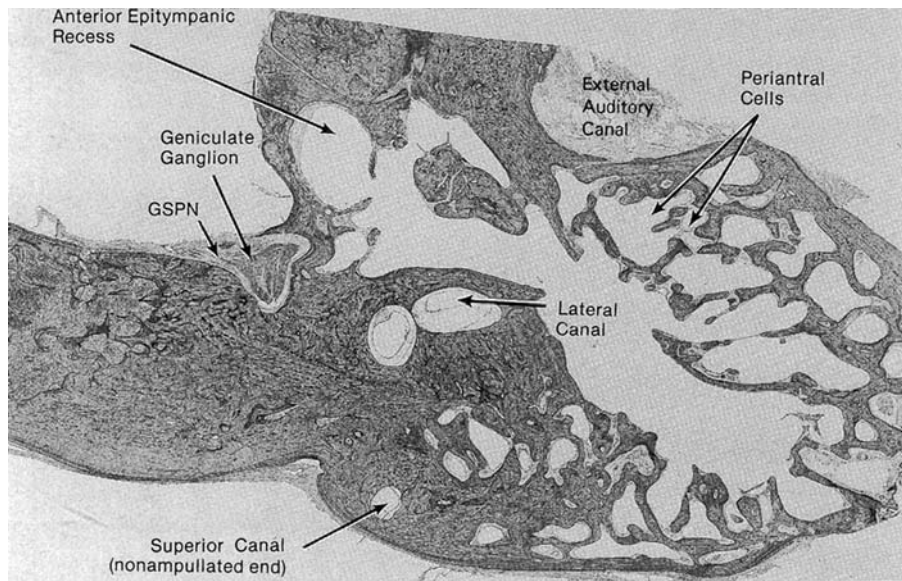 Anterior Epitympanic
Recess
Geniculate
Ganglion
GSPN
External
Auditory
Canal
Periantral
Cells
Lateral
Canal
Superior Canal
(nonampullated end)